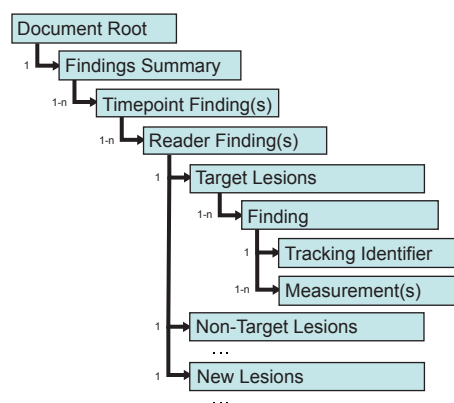 Document Root
1
Findings Summary
1-n
Timepoint Finding(s)
1-n
Reader Finding(s)
1
Target Lesions
1-n
Finding
1
Tracking Identifier
1-n
Measurement(s)
1
Non-Target Lesions
...
1
New Lesions
...